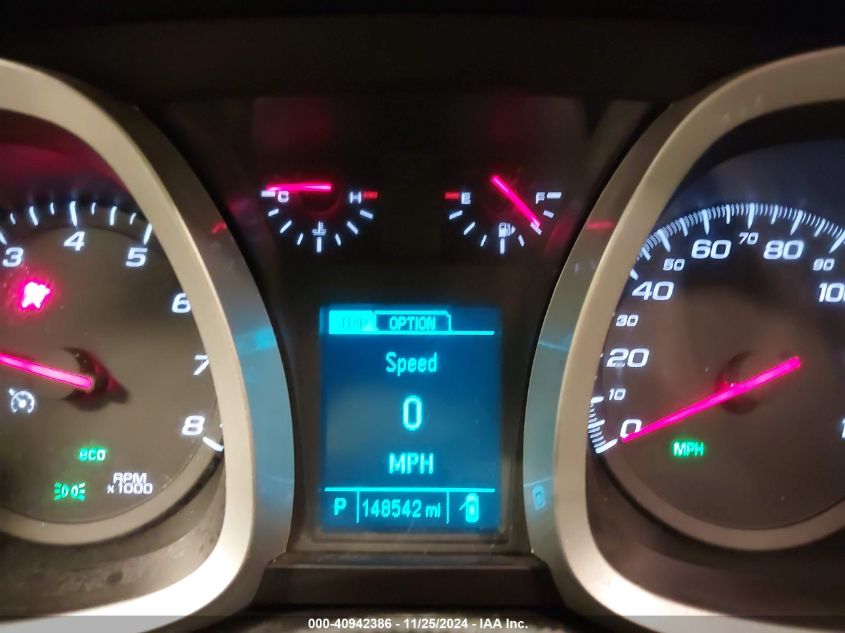 C H
E F
3 4 5 6 7 8
eco
RPM
x1000
TRIP OPTION
Speed
0
MPH
P 148542 mi
0 10 20 30 40 50 60 70 80 90
MPH
000-40942386 - 11/25/2024 - IAA Inc.